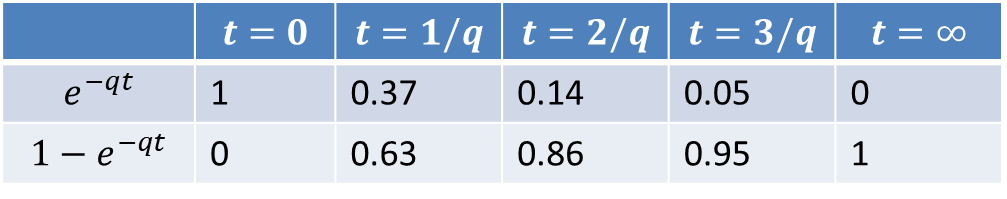 t = 0 t = 1/q t = 2/q t = 3/q t = ∞
e^{-qt} 1 0.37 0.14 0.05 0
1 − e^{-qt} 0 0.63 0.86 0.95 1